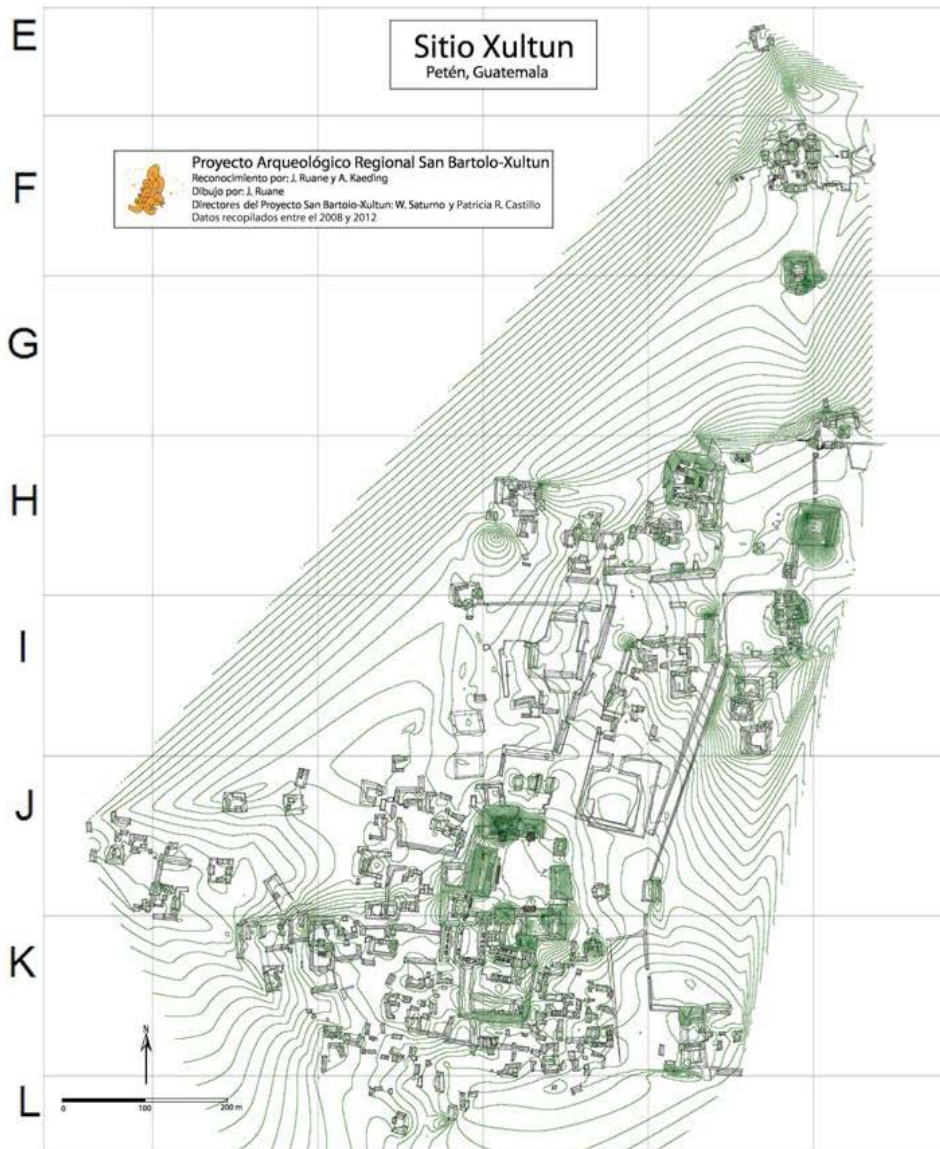 E
Sitio Xultun
Petén, Guatemala
F
Proyecto Arqueológico Regional San Bartolo-Xultun
Reconocimiento por: J. Ruane y A. Kaeding
Dibujo por: J. Ruane
Directores del Proyecto San Bartolo-Xultun: W. Saturno y Patricia R. Castillo
Datos recopilados entre el 2008 y 2012
G
H
I
J
K
N
L
0 100 200 m